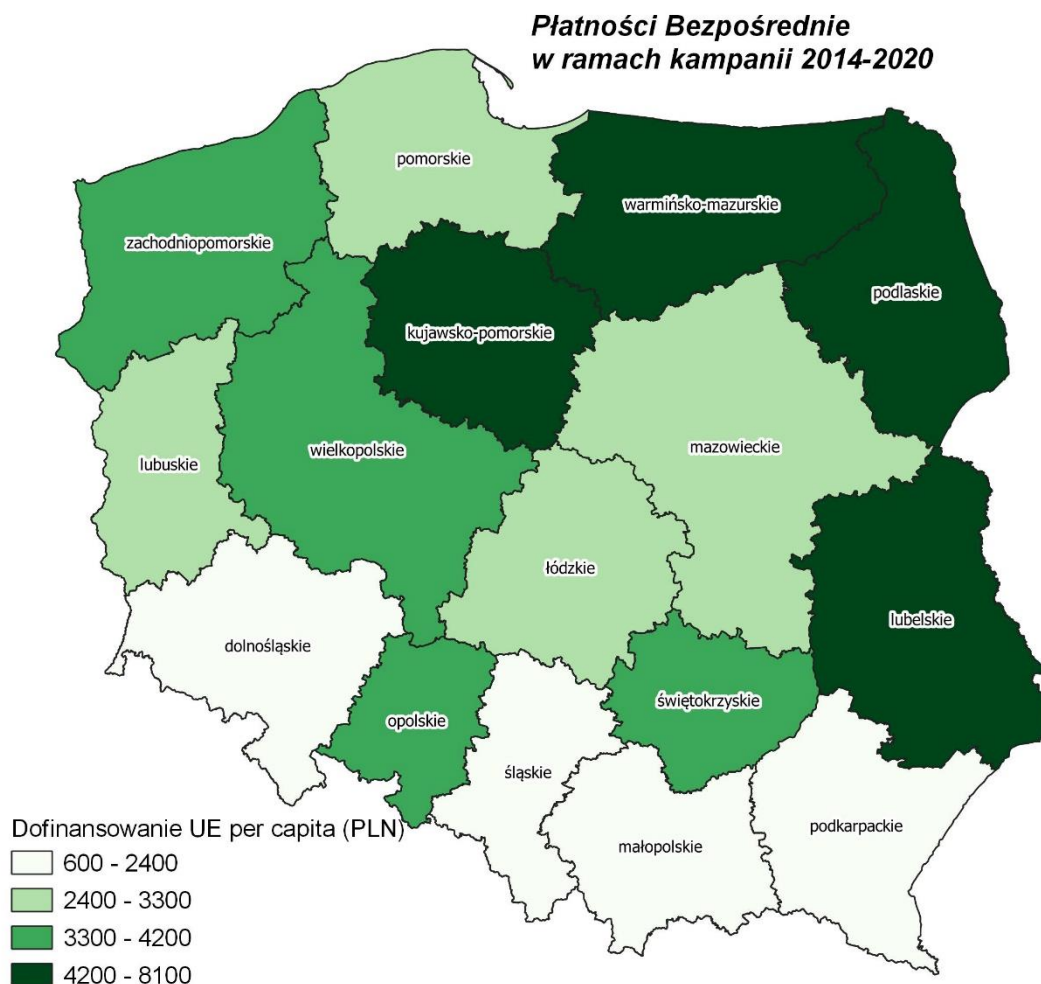 Płatności Bezpośrednie
w ramach kampanii 2014-2020
pomorskie
warmińsko-mazurskie
zachodniopomorskie
podlaskie
kujawsko-pomorskie
mazowieckie
wielkopolskie
lubuskie
łódzkie
lubelskie
dolnośląskie
świętokrzyskie
opolskie
śląskie
podkarpackie
małopolskie
Dofinansowanie UE per capita (PLN)
600 - 2400
2400 - 3300
3300 - 4200
4200 - 8100